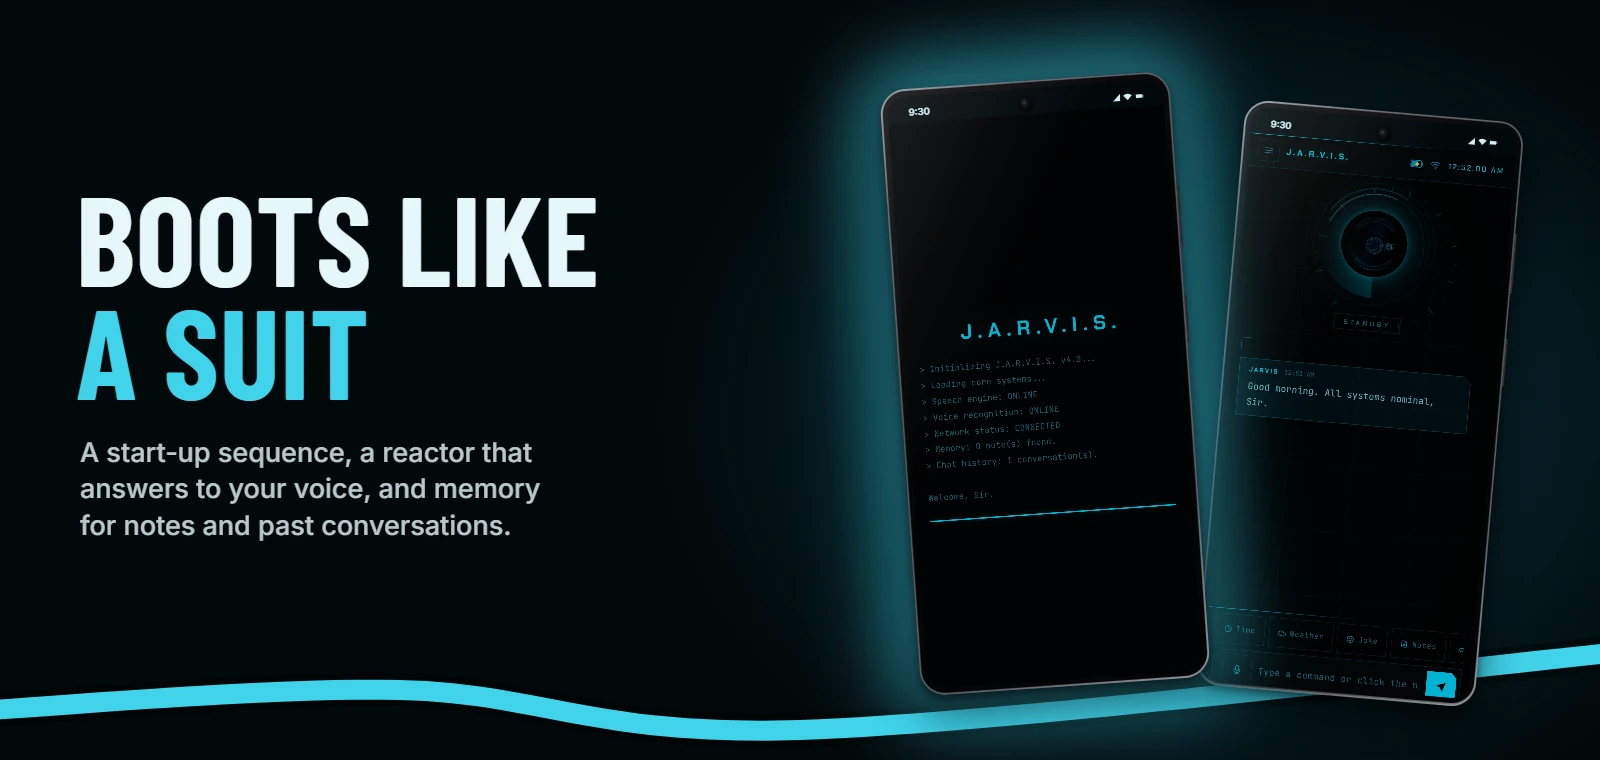 BOOTS LIKE
A SUIT
A start-up sequence, a reactor that
answers to your voice, and memory
for notes and past conversations.
9:30
J.A.R.V.I.S.
> Initializing J.A.R.V.I.S. v4.2...
> Loading core systems...
> Speech engine: ONLINE
> Voice recognition: ONLINE
> Network status: CONNECTED
> Memory: 0 note(s) found.
> Chat history: 1 conversation(s).
Welcome, Sir.
9:30
J.A.R.V.I.S.
12:52:00 AM
STANDBY
JARVIS 12:51 AM
Good morning. All systems nominal,
Sir.
Time Weather Joke Notes
Type a command or click the